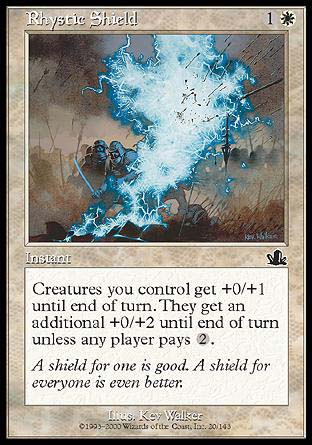 Rhystic Shield 1
Kev Walker
Instant
Creatures you control get +0/+1
until end of turn. They get an
additional +0/+2 until end of turn
unless any player pays 2.
A shield for one is good. A shield for
everyone is even better.
Illus. Kev Walker
©1993-2000 Wizards of the Coast, Inc. 20/143